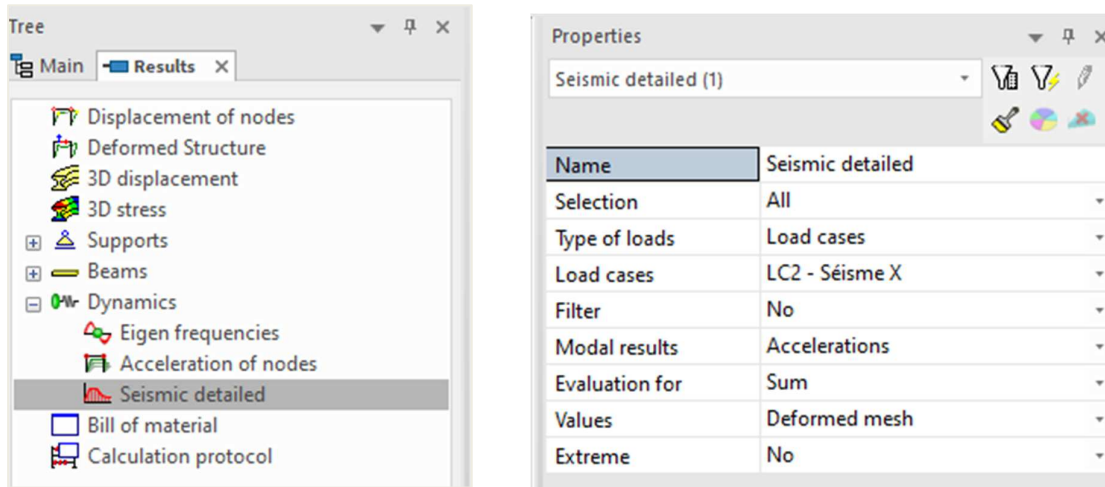 Tree
Main Results
Displacement of nodes
Deformed Structure
3D displacement
3D stress
Supports
Beams
Dynamics
Eigen frequencies
Acceleration of nodes
Seismic detailed
Bill of material
Calculation protocol
Properties
Seismic detailed (1)
Name Seismic detailed
Selection All
Type of loads Load cases
Load cases LC2 - Séisme X
Filter No
Modal results Accelerations
Evaluation for Sum
Values Deformed mesh
Extreme No